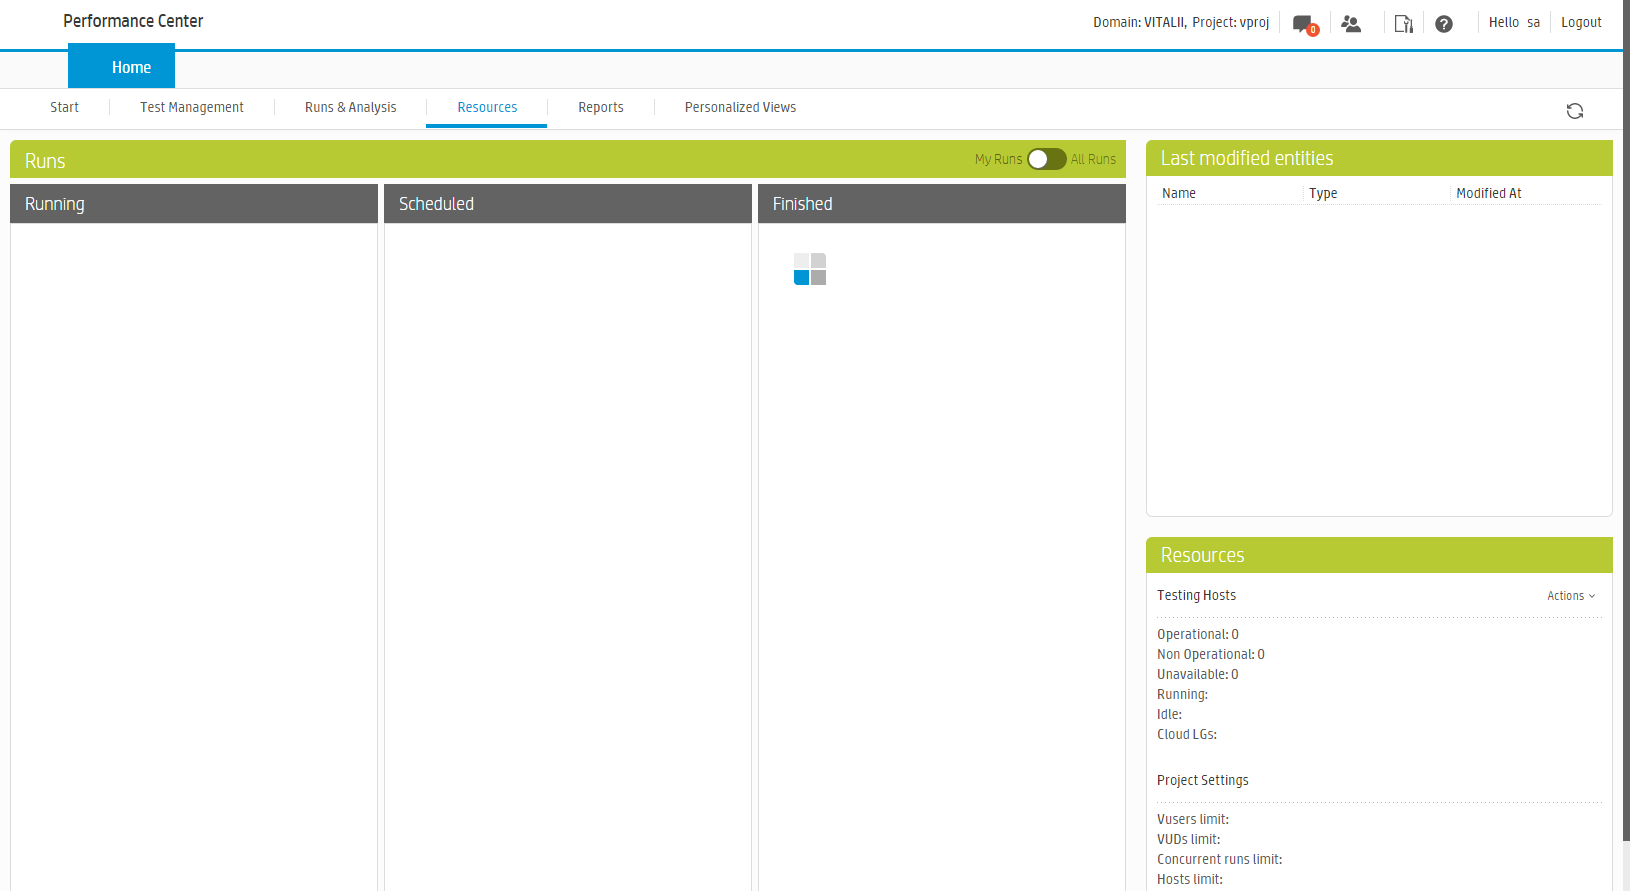 Performance Center
Domain: VITALII, Project: vproj
0
?
Hello sa
Logout
Home
Start
Test Management
Runs & Analysis
Resources
Reports
Personalized Views
Runs
My Runs
All Runs
Running
Scheduled
Finished
Last modified entities
Name
Type
Modified At
Resources
Testing Hosts
Actions
Operational: 0
Non Operational: 0
Unavailable: 0
Running:
Idle:
Cloud LGs:
Project Settings
Vusers limit:
VUDs limit:
Concurrent runs limit:
Hosts limit: